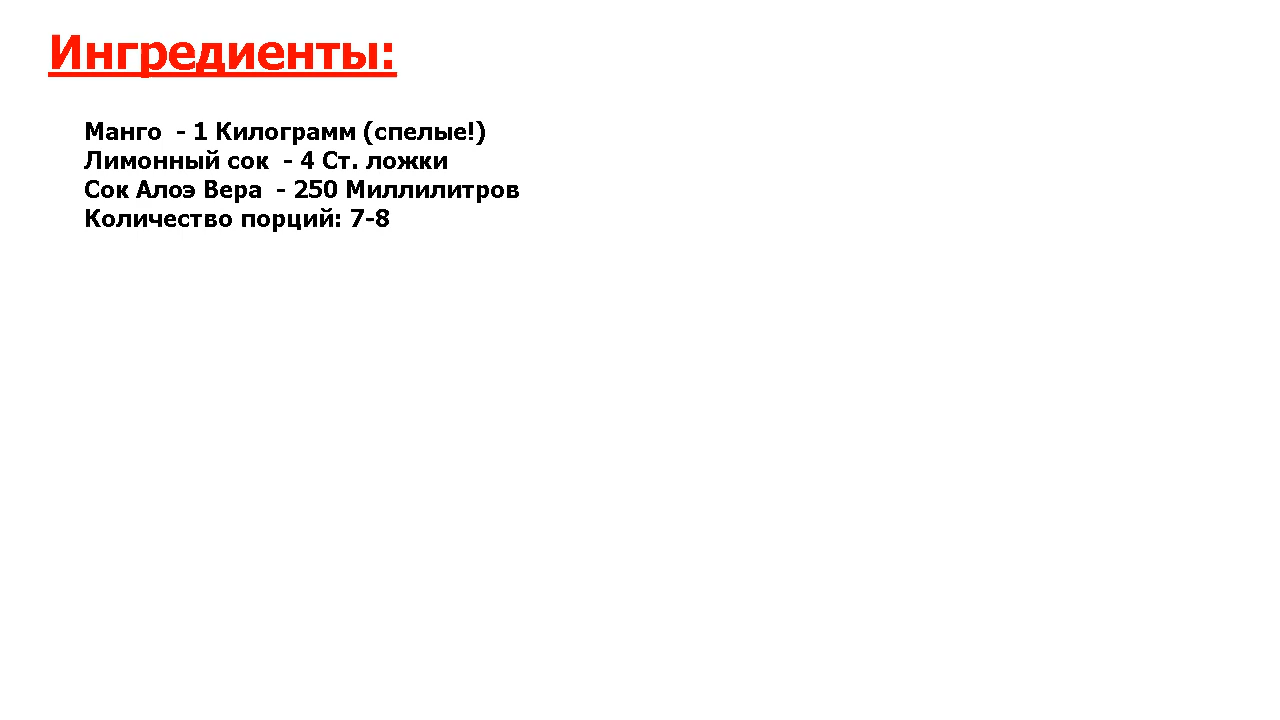 Ингредиенты:
Манго  - 1 Килограмм (спелые!)
Лимонный сок  - 4 Ст. ложки
Сок Алоэ Вера  - 250 Миллилитров
Количество порций: 7-8